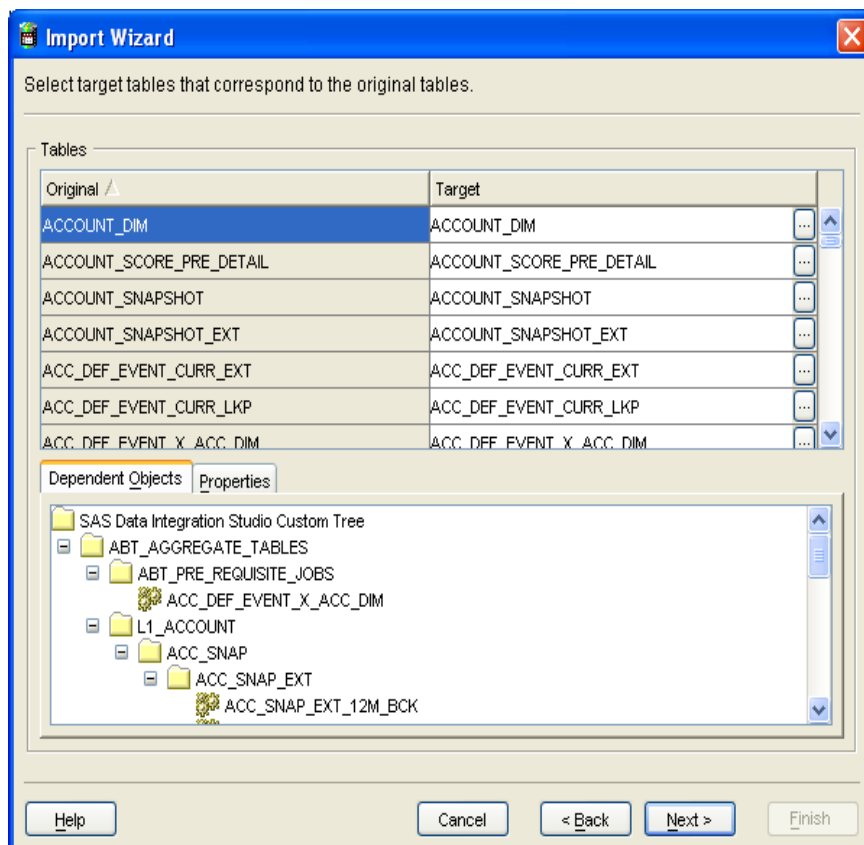 Import Wizard
Select target tables that correspond to the original tables.
Tables
Original Target
ACCOUNT_DIM ACCOUNT_DIM ...
ACCOUNT_SCORE_PRE_DETAIL ACCOUNT_SCORE_PRE_DETAIL ...
ACCOUNT_SNAPSHOT ACCOUNT_SNAPSHOT ...
ACCOUNT_SNAPSHOT_EXT ACCOUNT_SNAPSHOT_EXT ...
ACC_DEF_EVENT_CURR_EXT ACC_DEF_EVENT_CURR_EXT ...
ACC_DEF_EVENT_CURR_LKP ACC_DEF_EVENT_CURR_LKP ...
ACC_DEF_EVENT_X_ACC_DIM ACC_DEF_EVENT_X_ACC_DIM ...
Dependent Objects Properties
SAS Data Integration Studio Custom Tree
ABT_AGGREGATE_TABLES
ABT_PRE_REQUISITE_JOBS
ACC_DEF_EVENT_X_ACC_DIM
L1_ACCOUNT
ACC_SNAP
ACC_SNAP_EXT
ACC_SNAP_EXT_12M_BCK
Help Cancel < Back Next > Finish